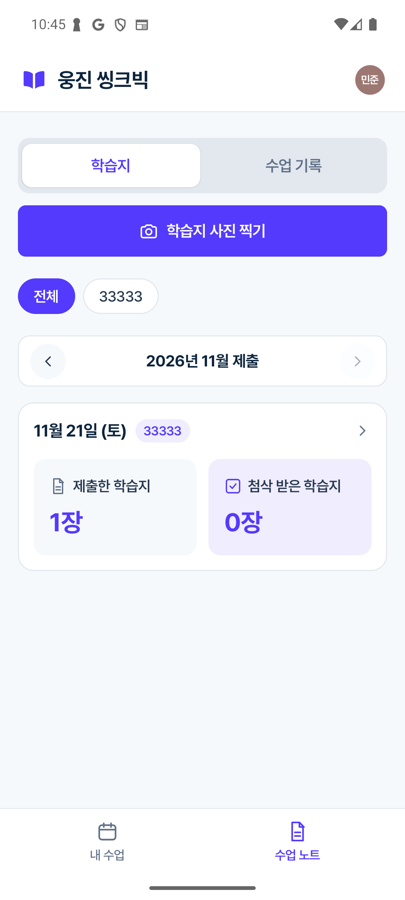 10:45
웅진 씽크빅
민준
학습지
수업 기록
학습지 사진 찍기
전체
33333
2026년 11월 제출
11월 21일 (토)
33333
제출한 학습지
1장
첨삭 받은 학습지
0장
내 수업
수업 노트